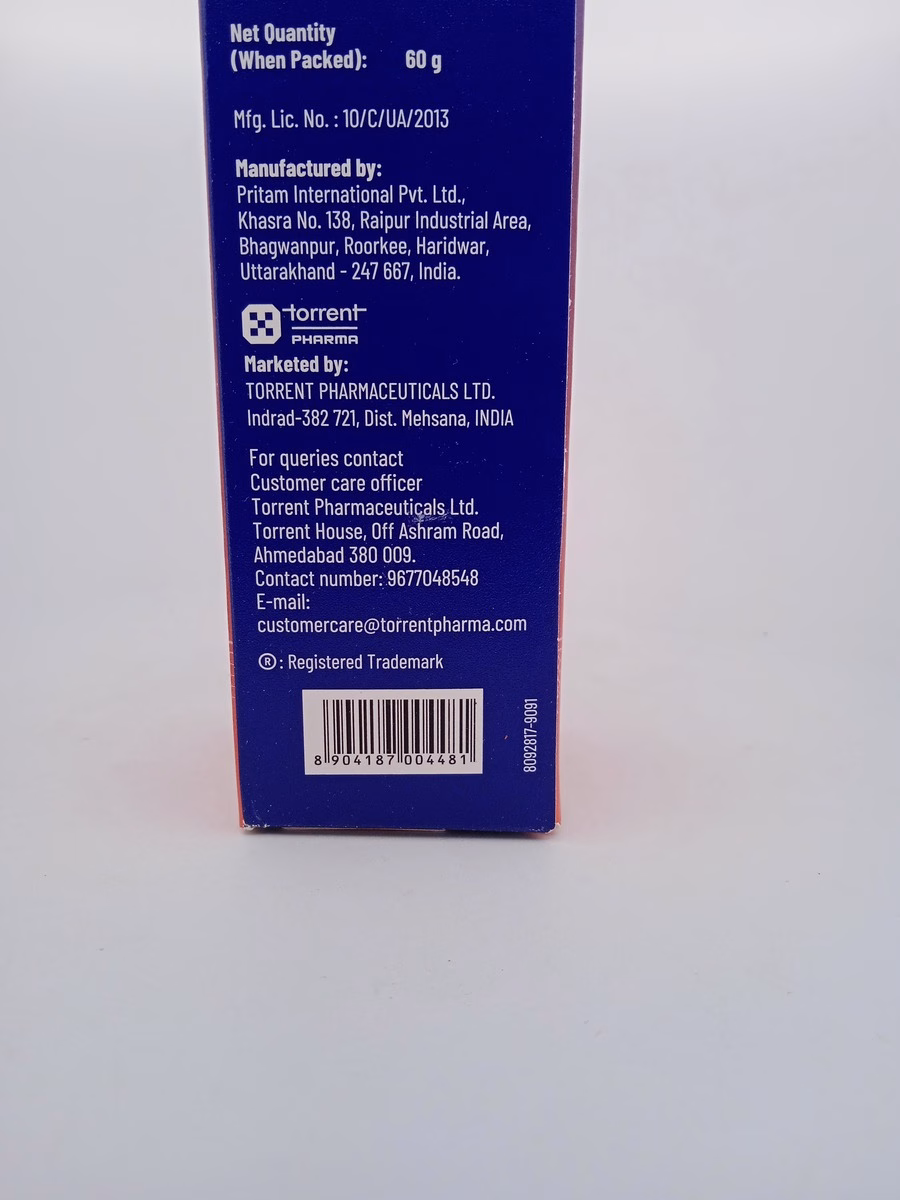 Net Quantity
(When Packed): 60 g
Mfg. Lic. No. : 10/C/UA/2013
Manufactured by:
Pritam International Pvt. Ltd.,
Khasra No. 138, Raipur Industrial Area,
Bhagwanpur, Roorkee, Haridwar,
Uttarakhand - 247 667, India.
torrent
PHARMA
Marketed by:
TORRENT PHARMACEUTICALS LTD.
Indrad-382 721, Dist. Mehsana, INDIA
For queries contact
Customer care officer
Torrent Pharmaceuticals Ltd.
Torrent House, Off Ashram Road,
Ahmedabad 380 009.
Contact number: 9677048548
E-mail:
customercare@torrentpharma.com
®: Registered Trademark
8 904187 004481
8092817-9091